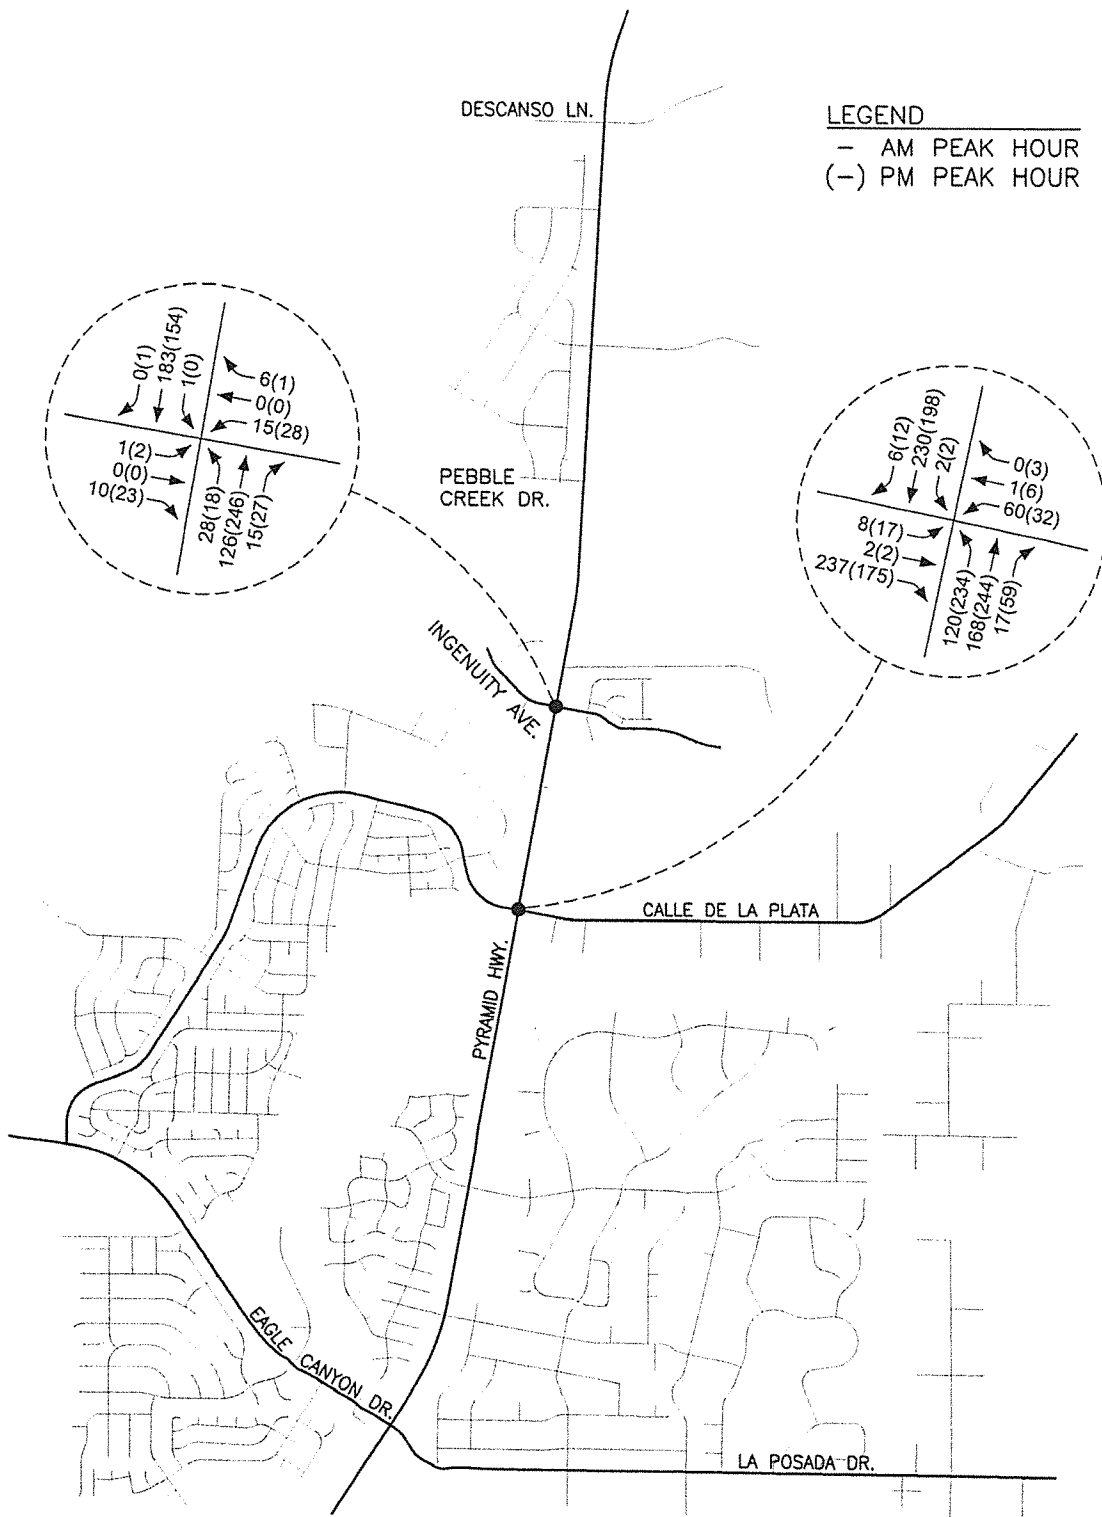 DESCANSO LN.
LEGEND
– AM PEAK HOUR
(–) PM PEAK HOUR
0(1)
183(154)
1(0)
6(1)
0(0)
15(28)
1(2)
0(0)
10(23)
28(18)
126(246)
15(27)
PEBBLE
CREEK DR.
6(12)
230(198)
2(2)
0(3)
1(6)
60(32)
8(17)
2(2)
237(175)
120(234)
168(244)
17(59)
INGENUITY AVE.
CALLE DE LA PLATA
PYRAMID HWY.
EAGLE CANYON DR.
LA POSADA DR.